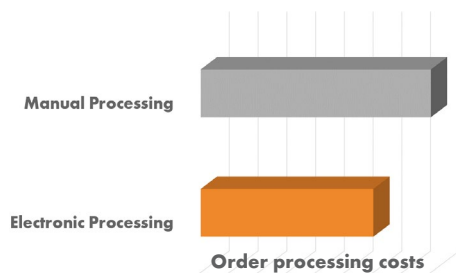 Manual Processing
Electronic Processing
Order processing costs